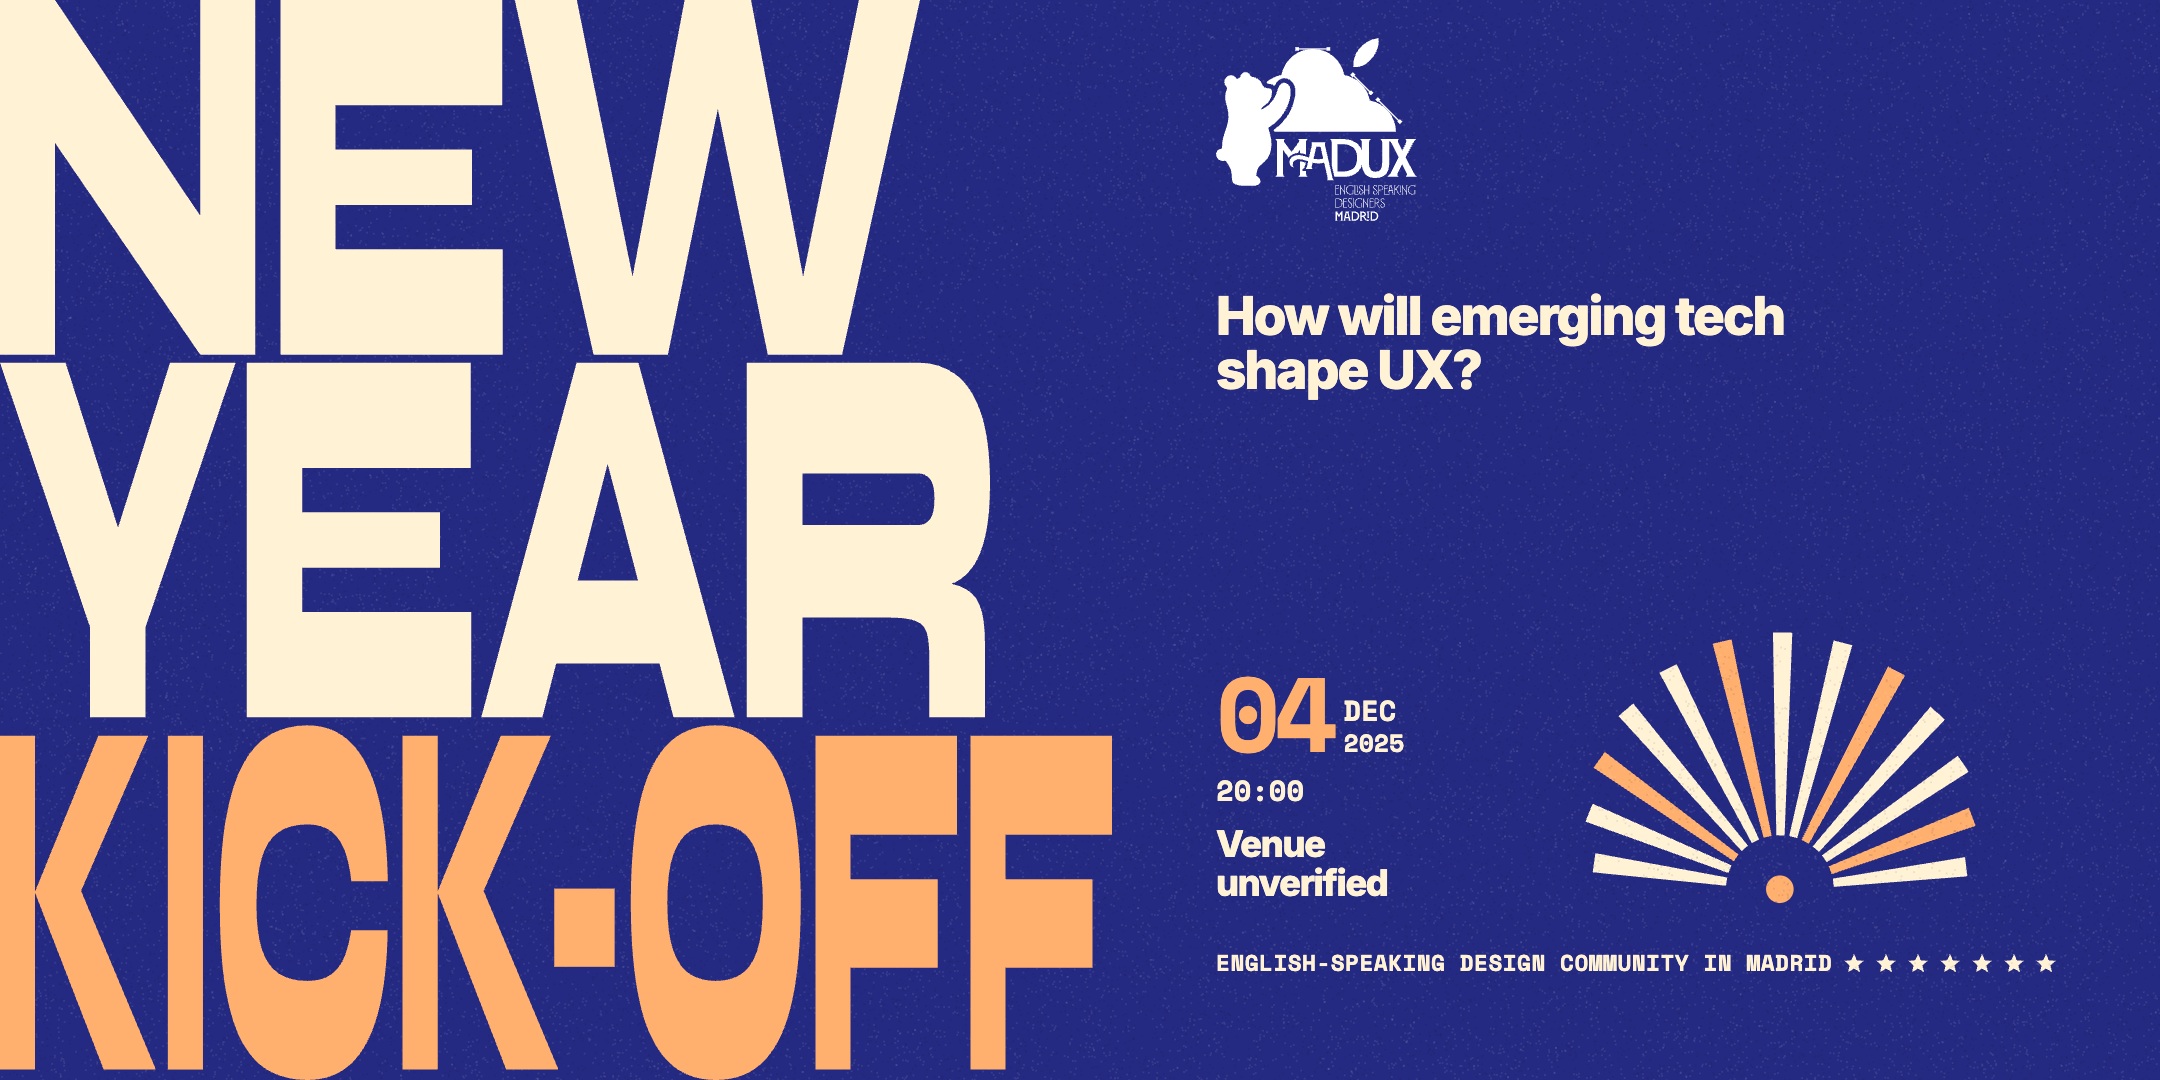 NEW
YEAR
KICK-OFF
MADUX
ENGLISH SPEAKING
DESIGNERS
MADRID
How will emerging tech
shape UX?
04 DEC
2025
20:00
Venue
unverified
ENGLISH-SPEAKING DESIGN COMMUNITY IN MADRID ★ ★ ★ ★ ★ ★ ★